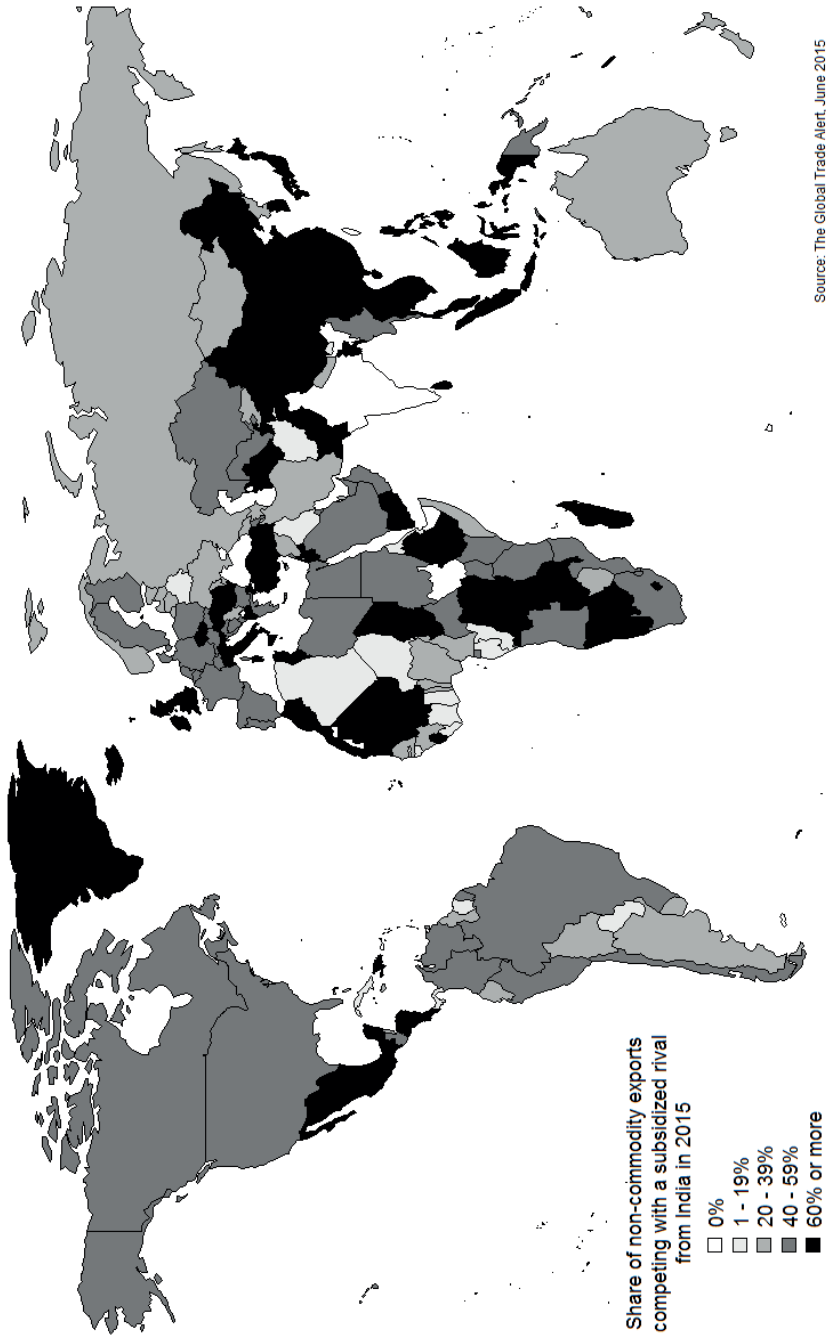 Share of non-commodity exports
competing with a subsidized rival
from India in 2015
0%
1 - 19%
20 - 39%
40 - 59%
60% or more
Source: The Global Trade Alert, June 2015